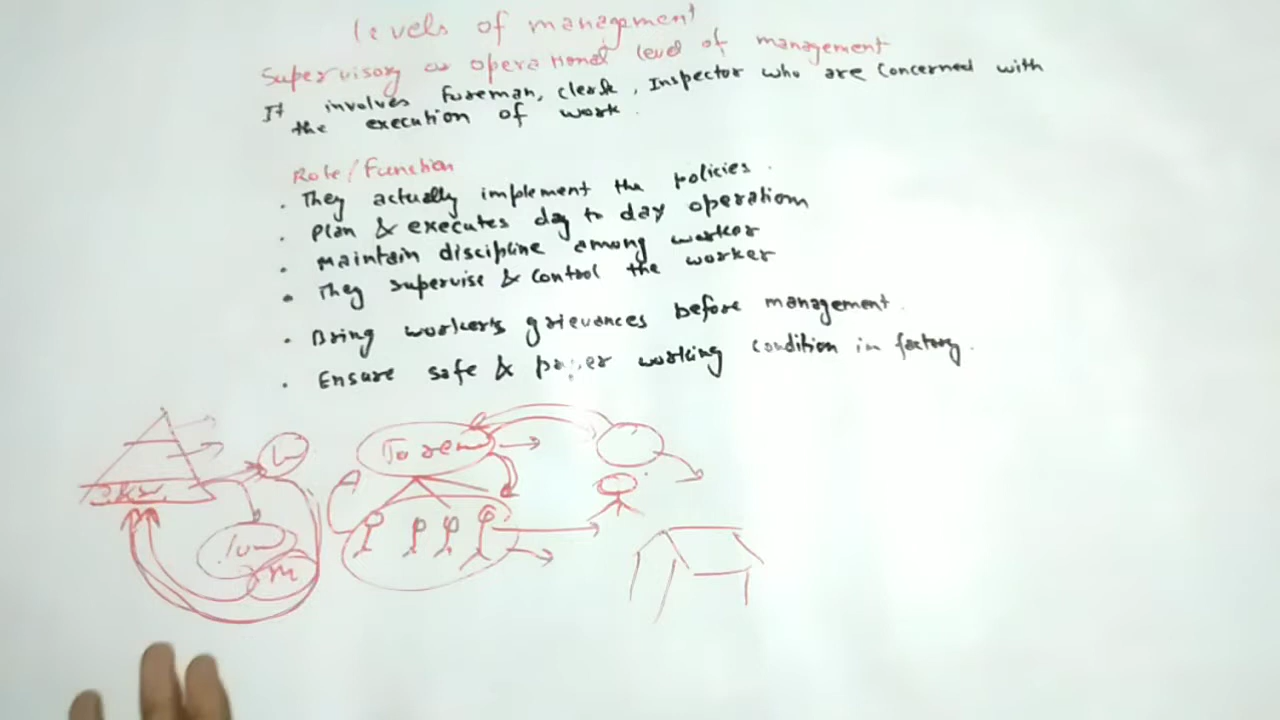 levels of management
Supervisory or operational level of management
It involves Foreman, clerk, Inspector who are concerned with
the execution of work.
Role/Function
. They actually implement the policies.
. Plan & executes day to day operation
. Maintain discipline among worker
. They supervise & control the worker
. Bring worker's grievances before management.
. Ensure safe & proper working condition in factory.